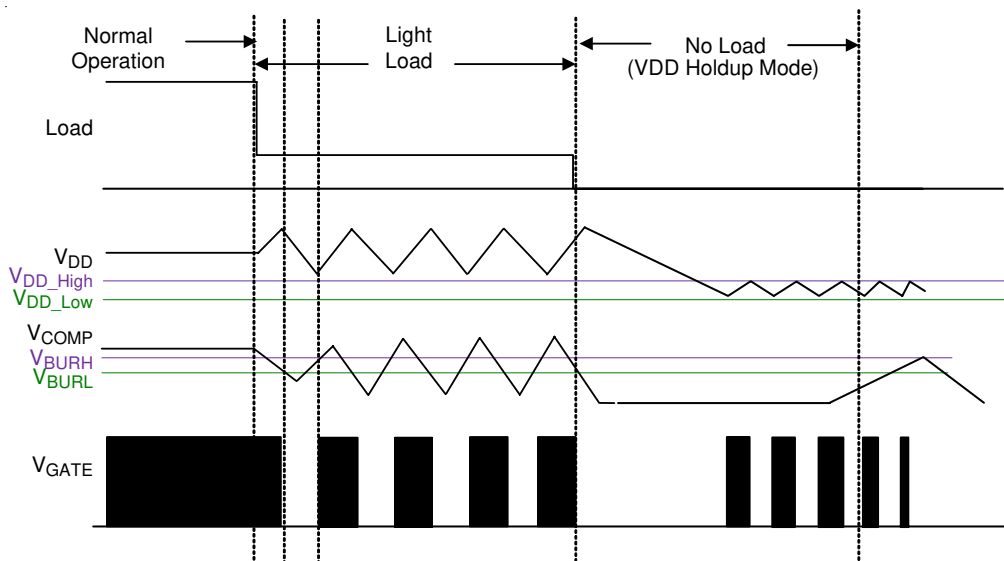 Normal
Operation
Light
Load
No Load
(VDD Holdup Mode)
Load
VDD
VDD_High
VDD_Low
VCOMP
VBURH
VBURL
VGATE